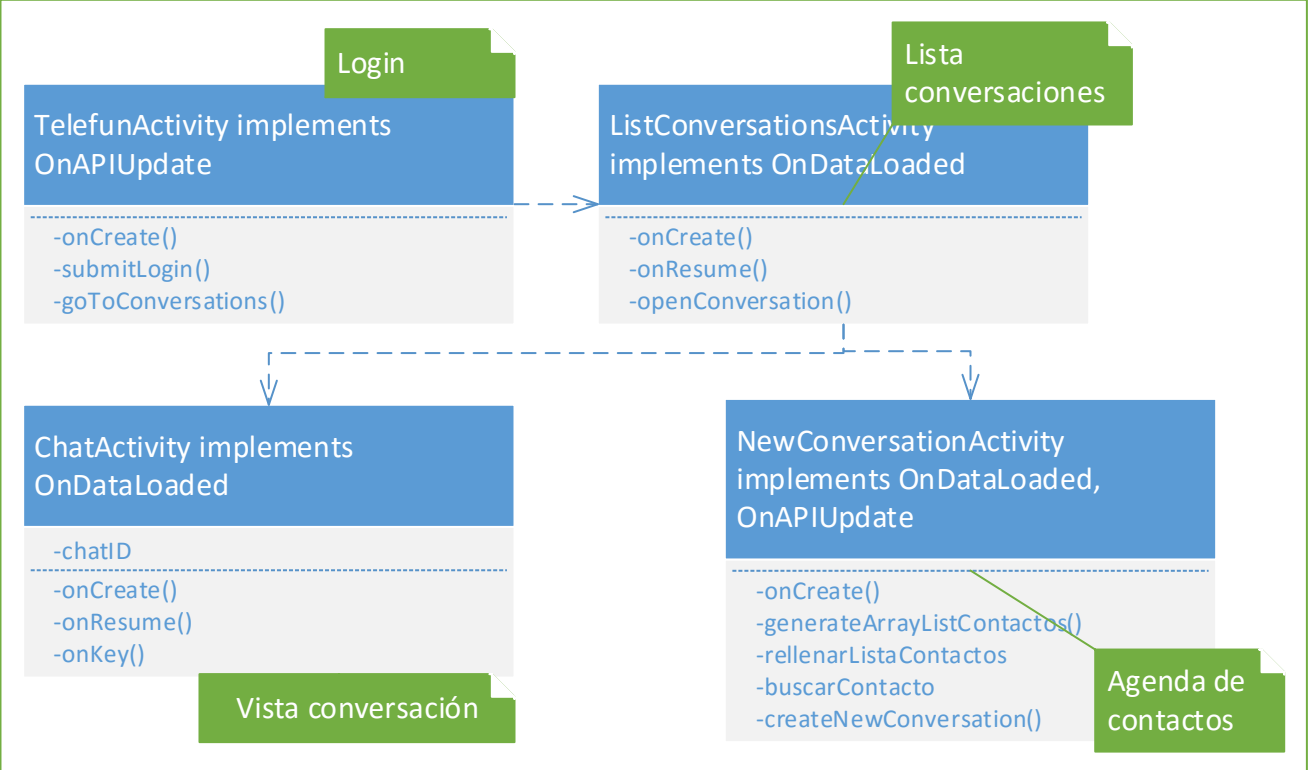 Login
TelefunActivity implements
OnAPIUpdate
-onCreate()
-submitLogin()
-goToConversations()
Lista
conversaciones
ListConversationsActivity
implements OnDataLoaded
-onCreate()
-onResume()
-openConversation()
ChatActivity implements
OnDataLoaded
-chatID
-onCreate()
-onResume()
-onKey()
Vista conversación
NewConversationActivity
implements OnDataLoaded,
OnAPIUpdate
-onCreate()
-generateArrayListContactos()
-rellenarListaContactos
-buscarContacto
-createNewConversation()
Agenda de
contactos